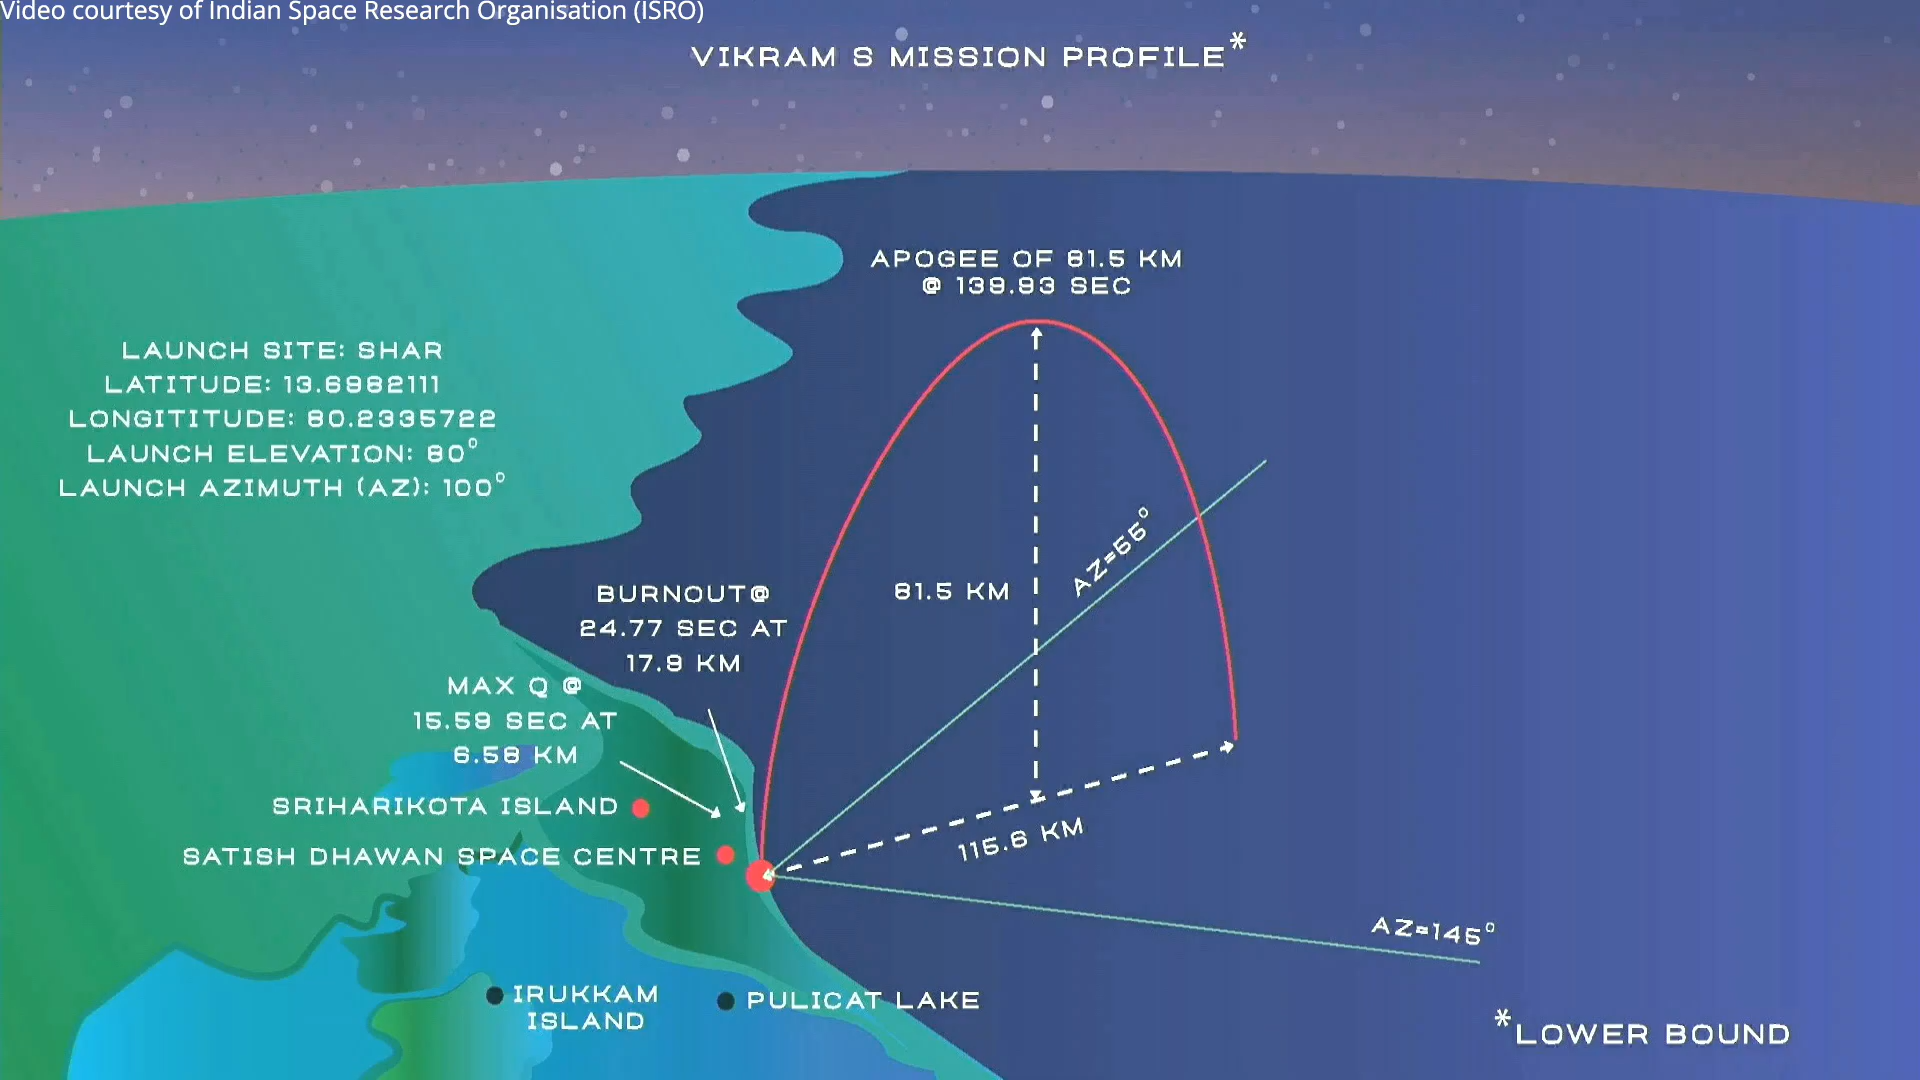 Video courtesy of Indian Space Research Organisation (ISRO)
VIKRAM S MISSION PROFILE*
APOGEE OF 81.5 KM
@ 139.93 SEC
LAUNCH SITE: SHAR
LATITUDE: 13.6982111
LONGITITUDE: 80.2335722
LAUNCH ELEVATION: 80°
LAUNCH AZIMUTH (AZ): 100°
AZ=55°
81.5 KM
BURNOUT@
24.77 SEC AT
17.9 KM
MAX Q @
15.59 SEC AT
6.58 KM
SRIHARIKOTA ISLAND
SATISH DHAWAN SPACE CENTRE
115.6 KM
AZ=145°
IRUKKAM
ISLAND
PULICAT LAKE
*LOWER BOUND